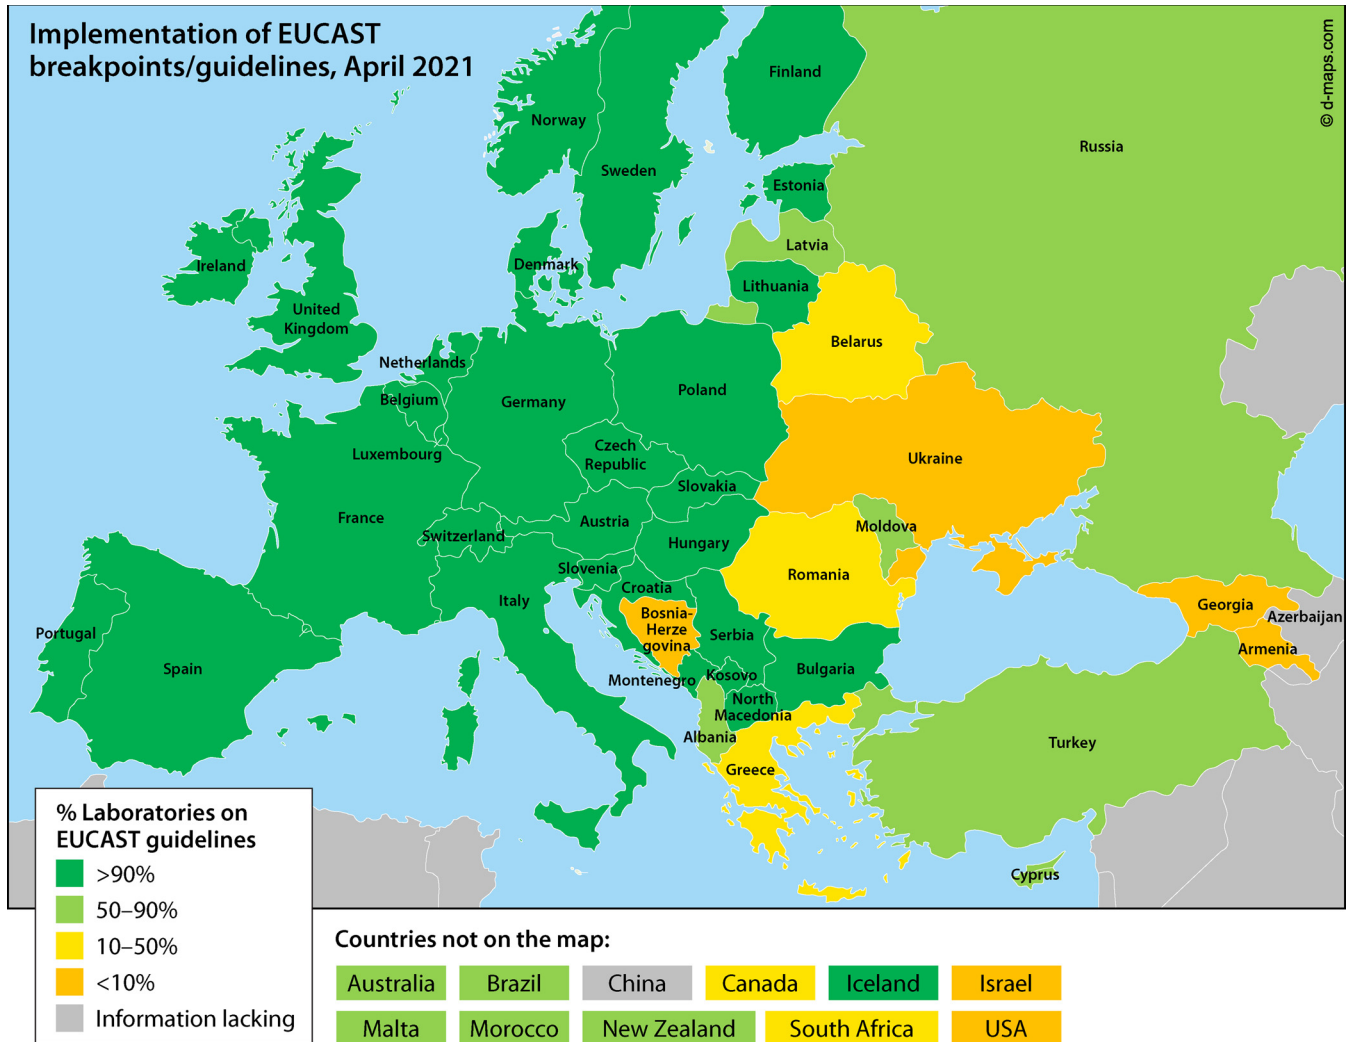 Implementation of EUCAST
breakpoints/guidelines, April 2021
© d-maps.com
Finland
Norway
Russia
Sweden
Estonia
Latvia
Ireland
Denmark
Lithuania
United
Kingdom
Belarus
Netherlands
Belgium
Germany
Poland
Luxembourg
Czech
Republic
Ukraine
Slovakia
France
Austria
Moldova
Switzerland
Hungary
Slovenia
Romania
Croatia
Italy
Bosnia-
Herze
govina
Georgia
Azerbaijan
Portugal
Serbia
Armenia
Spain
Bulgaria
Kosovo
Montenegro
North
Macedonia
Albania
Turkey
Greece
Cyprus
% Laboratories on
EUCAST guidelines
>90%
50–90%
10–50%
<10%
Information lacking
Countries not on the map:
Australia Brazil China Canada Iceland Israel
Malta Morocco New Zealand South Africa USA